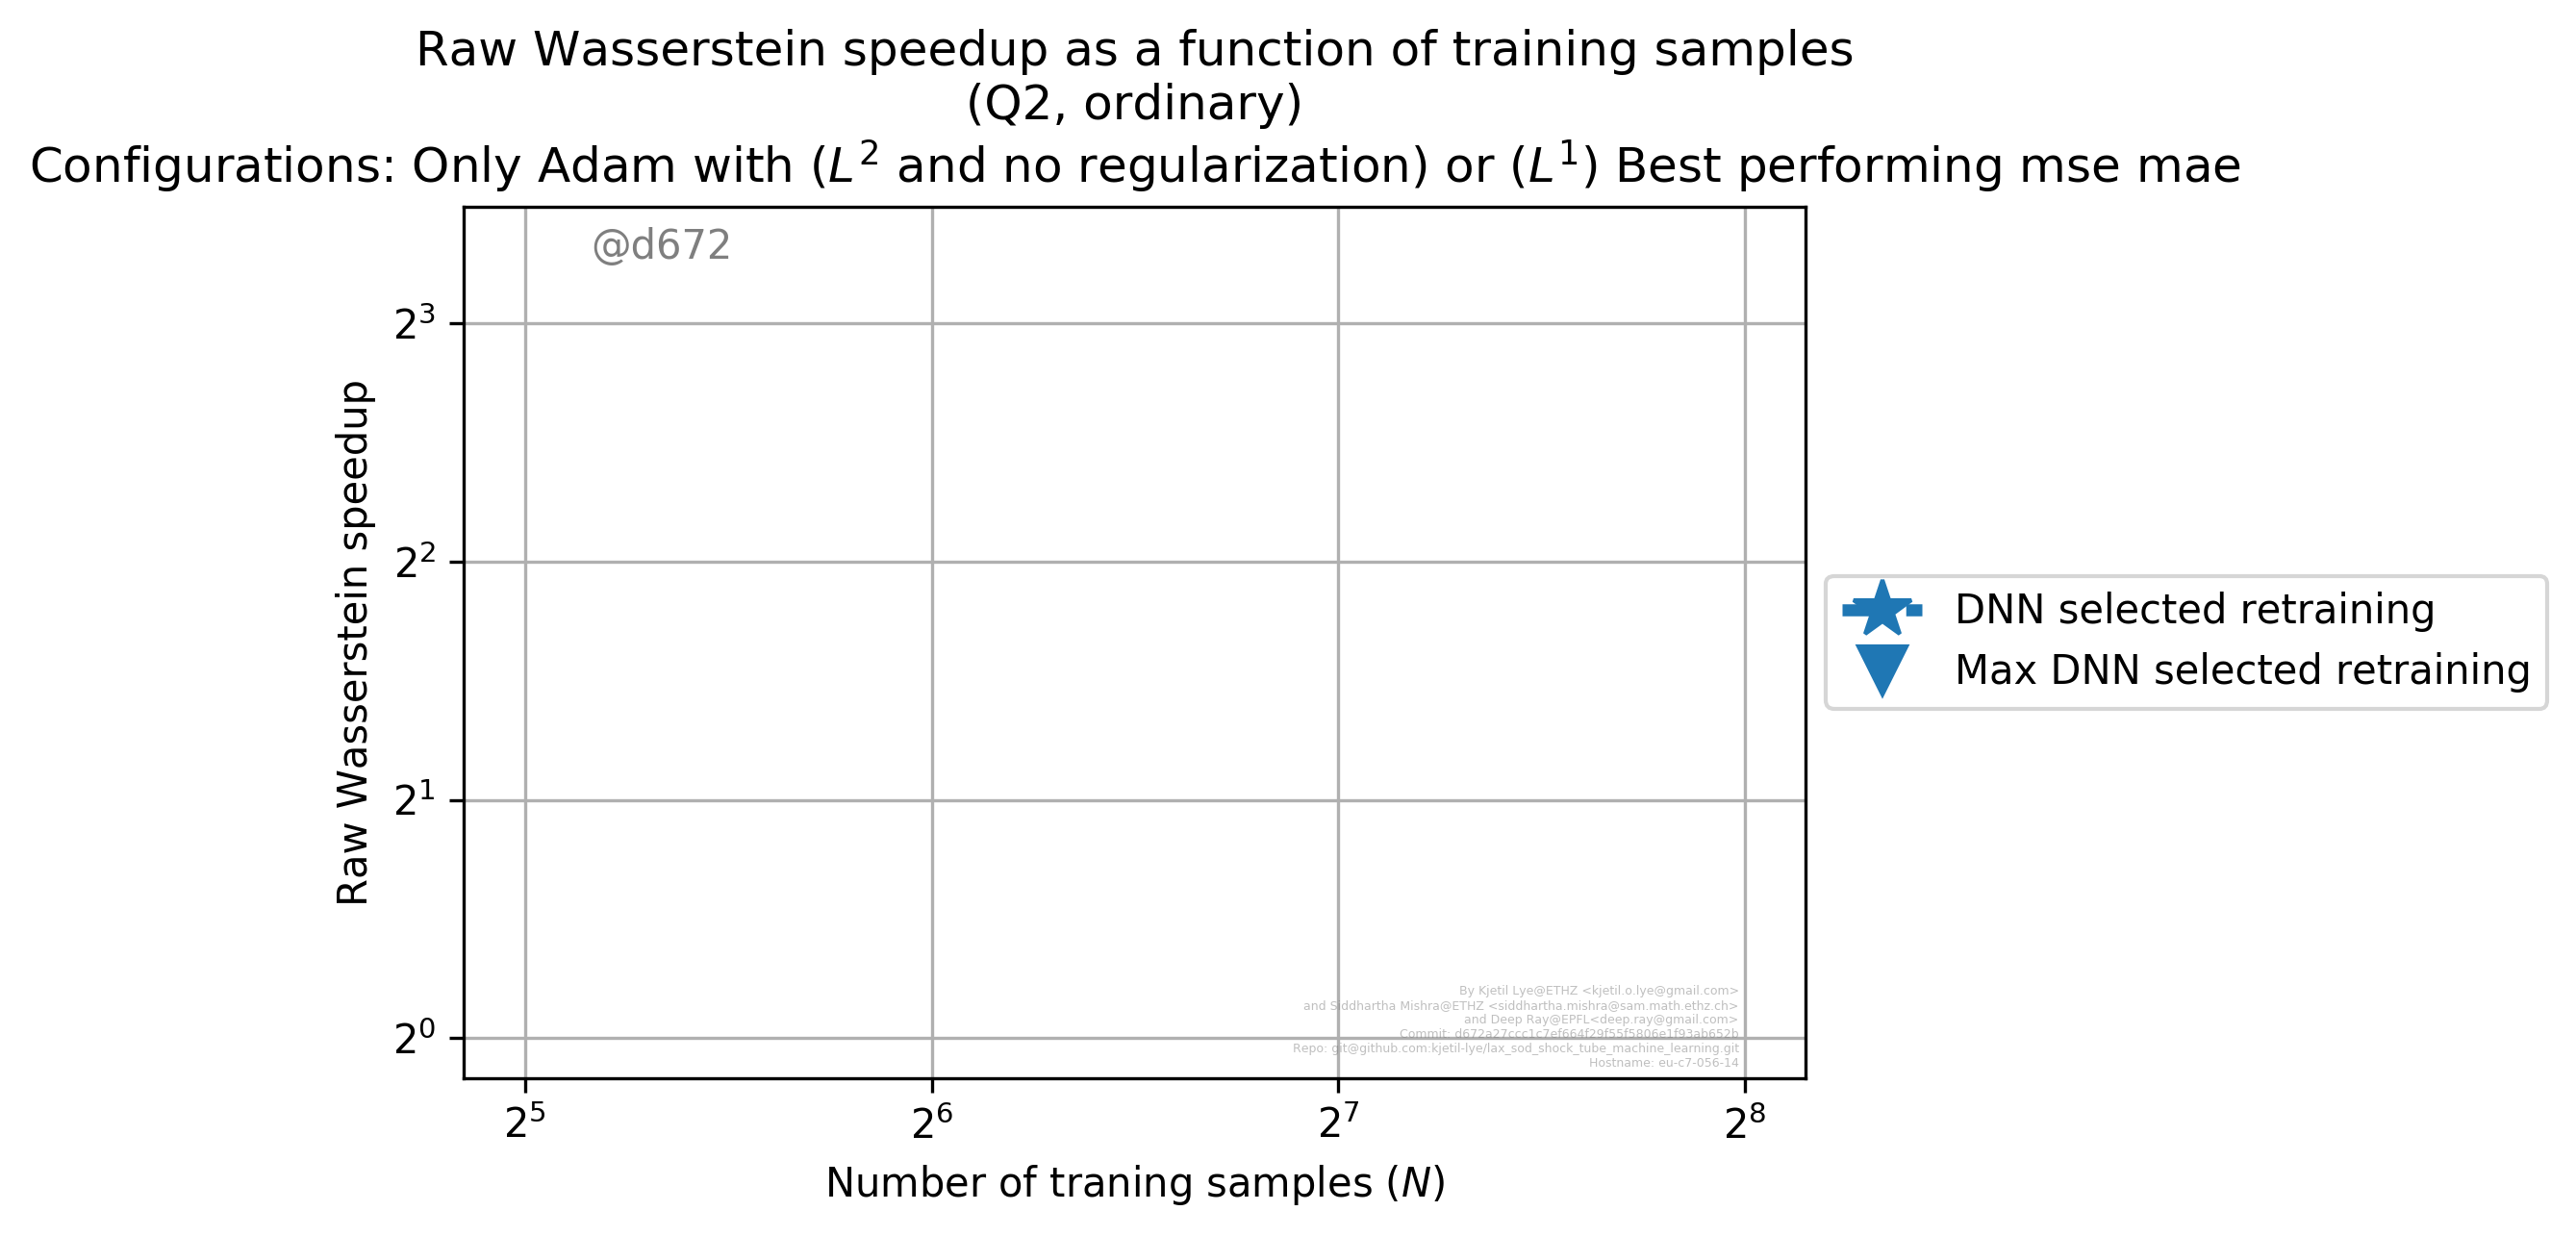 Raw Wasserstein speedup as a function of training samples
(Q2, ordinary)
Configurations: Only Adam with (L² and no regularization) or (L¹) Best performing mse mae
@d672
2³
2²
2¹
2⁰
Raw Wasserstein speedup
DNN selected retraining
Max DNN selected retraining
By Kjetil Lye@ETHZ <kjetil.o.lye@gmail.com>
and Siddhartha Mishra@ETHZ <siddhartha.mishra@sam.math.ethz.ch>
and Deep Ray@EPFL<deep.ray@gmail.com>
Commit: d672a27ccc1c7ef664f29f55f5806e1f93ab652b
Repo: git@github.com:kjetil-lye/lax_sod_shock_tube_machine_learning.git
Hostname: eu-c7-056-14
2⁵ 2⁶ 2⁷ 2⁸
Number of traning samples (N)